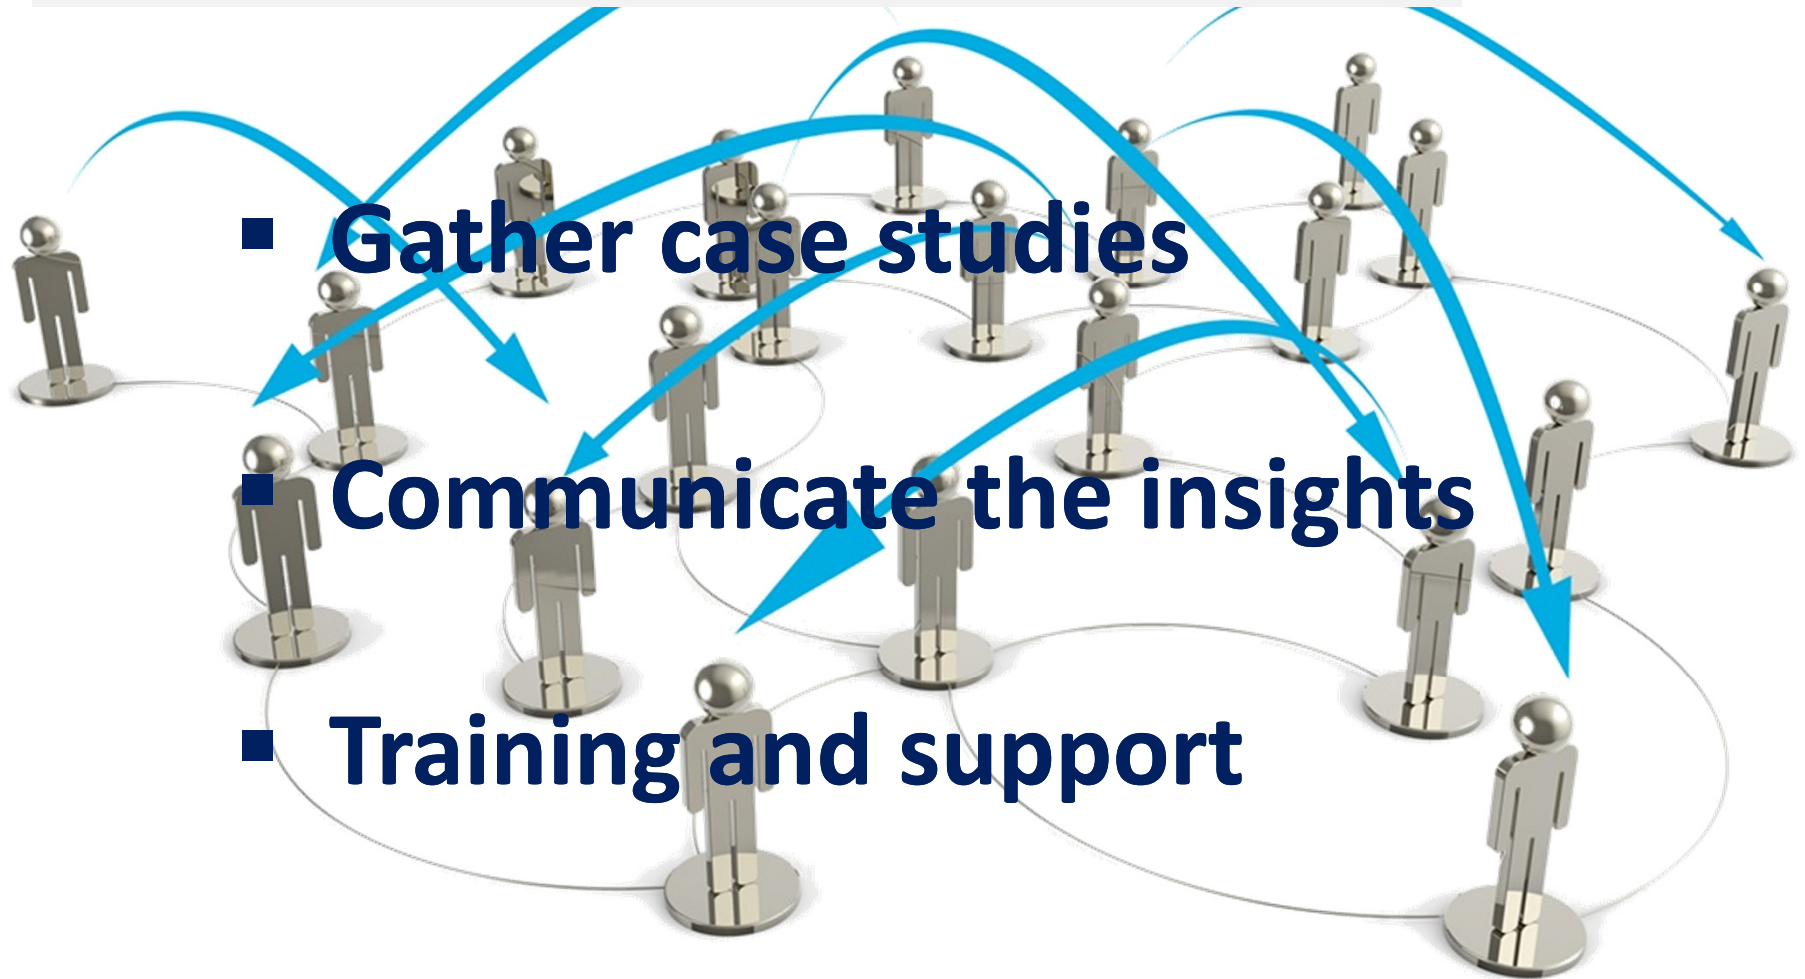 ▪ Gather case studies
▪ Communicate the insights
▪ Training and support